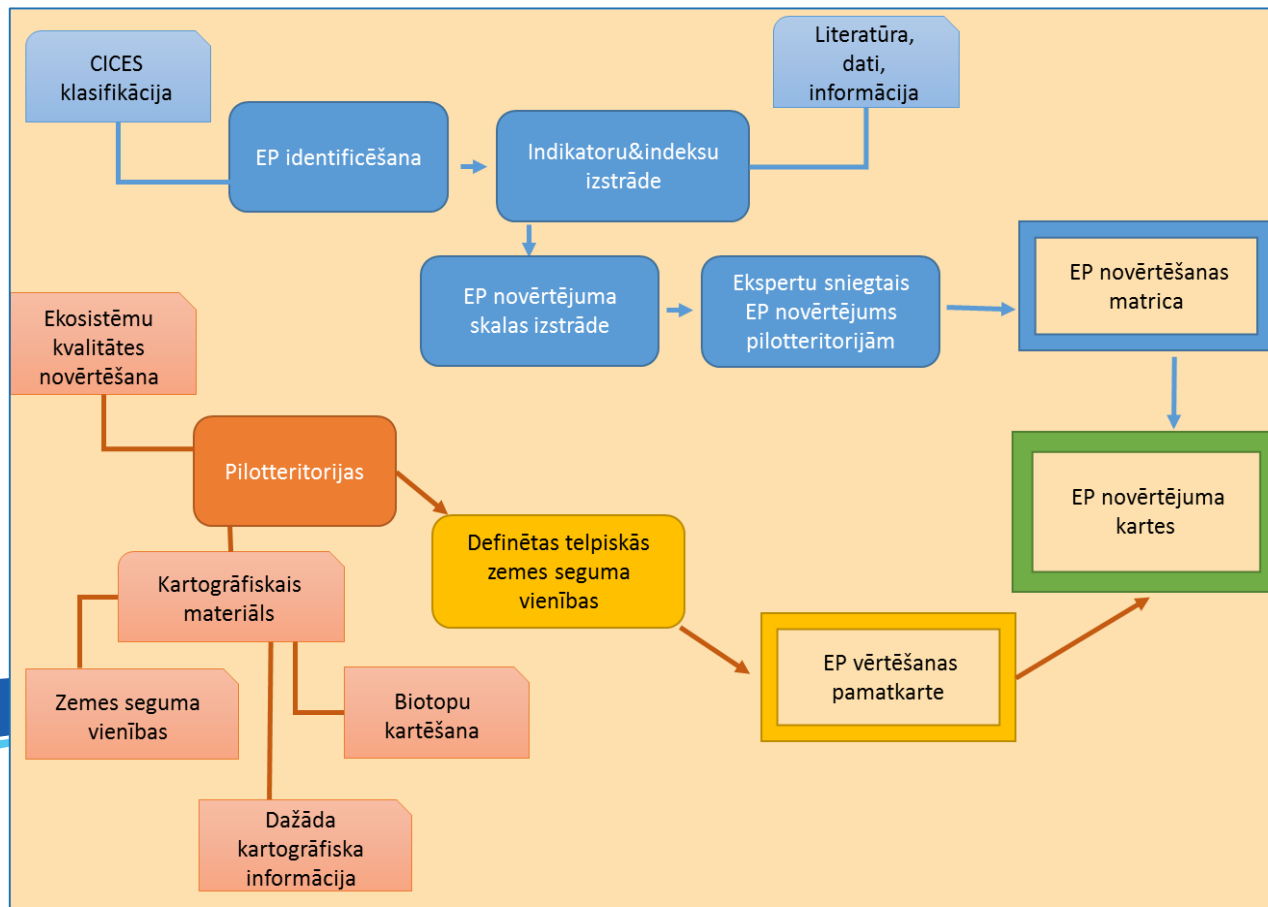 CICES
klasifikācija
Literatūra,
dati,
informācija
EP identificēšana
Indikatoru&indeksu
izstrāde
EP novērtējuma
skalas izstrāde
Ekspertu sniegtais
EP novērtējums
pilotteritorijām
EP novērtēšanas
matrica
Ekosistēmu
kvalitātes
novērtēšana
Pilotteritorijas
EP novērtējuma
kartes
Definētas telpiskās
zemes seguma
vienības
Kartogrāfiskais
materiāls
EP vērtēšanas
pamatkarte
Zemes seguma
vienības
Biotopu
kartēšana
Dažāda
kartogrāfiska
informācija